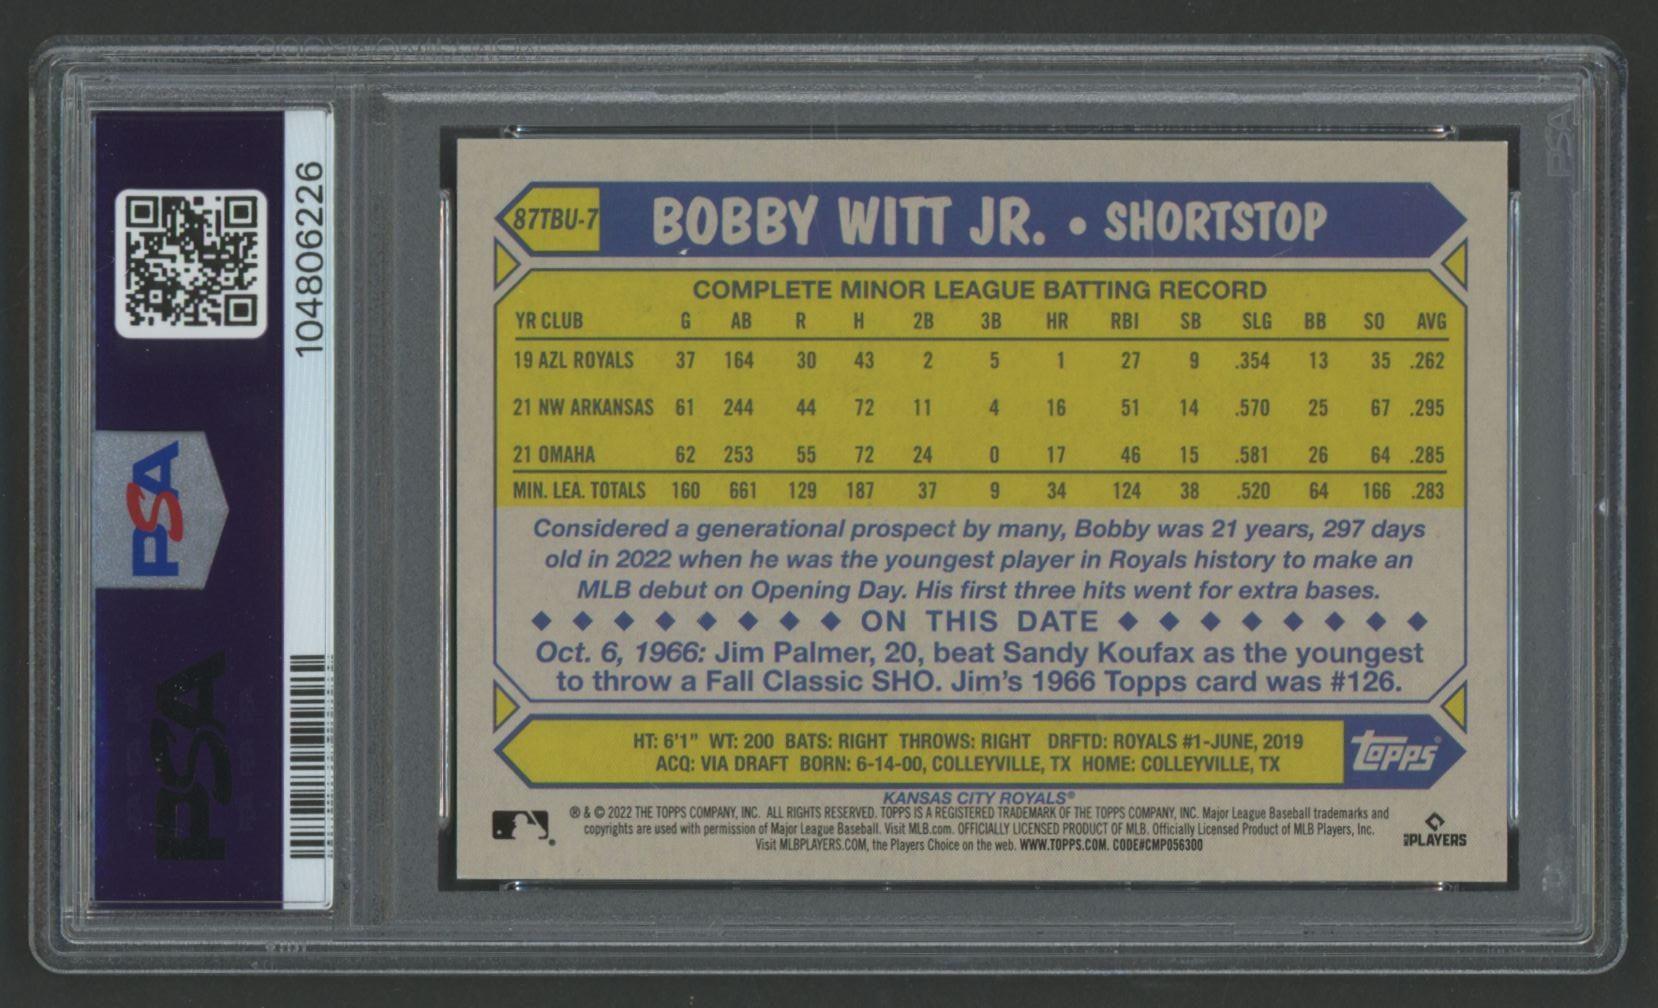 104806226
PSA
PSA
PSA
87TBU-7
BOBBY WITT JR. • SHORTSTOP
COMPLETE MINOR LEAGUE BATTING RECORD
YR CLUB G AB R H 2B 3B HR RBI SB SLG BB SO AVG
19 AZL ROYALS 37 164 30 43 2 5 1 27 9 .354 13 35 .262
21 NW ARKANSAS 61 244 44 72 11 4 16 51 14 .570 25 67 .295
21 OMAHA 62 253 55 72 24 0 17 46 15 .581 26 64 .285
MIN. LEA. TOTALS 160 661 129 187 37 9 34 124 38 .520 64 166 .283
Considered a generational prospect by many, Bobby was 21 years, 297 days
old in 2022 when he was the youngest player in Royals history to make an
MLB debut on Opening Day. His first three hits went for extra bases.
ON THIS DATE
Oct. 6, 1966: Jim Palmer, 20, beat Sandy Koufax as the youngest
to throw a Fall Classic SHO. Jim's 1966 Topps card was #126.
HT: 6'1" WT: 200 BATS: RIGHT THROWS: RIGHT DRFTD: ROYALS #1-JUNE, 2019
ACQ: VIA DRAFT BORN: 6-14-00, COLLEYVILLE, TX HOME: COLLEYVILLE, TX
topps®
KANSAS CITY ROYALS®
® & © 2022 THE TOPPS COMPANY, INC. ALL RIGHTS RESERVED. TOPPS IS A REGISTERED TRADEMARK OF THE TOPPS COMPANY, INC. Major League Baseball trademarks and
copyrights are used with permission of Major League Baseball. Visit MLB.com. OFFICIALLY LICENSED PRODUCT OF MLB. Officially Licensed Product of MLB Players, Inc.
Visit MLBPLAYERS.COM, the Players Choice on the web. WWW.TOPPS.COM. CODE#CMP056300
PLAYERS